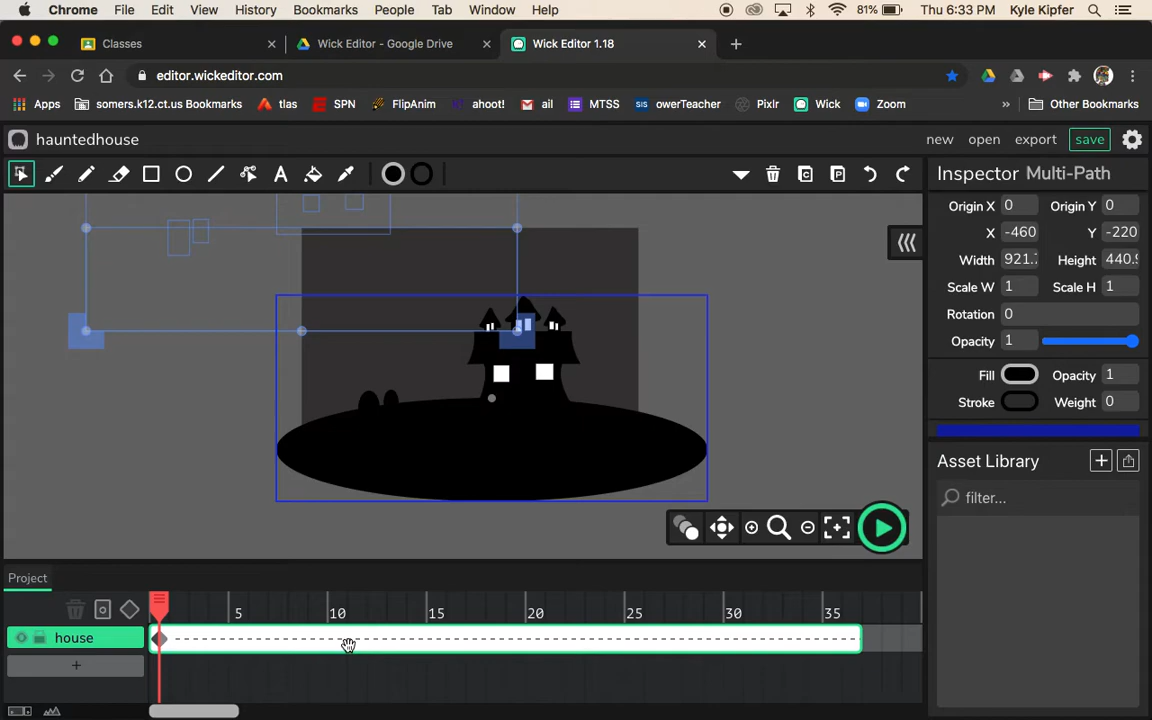 Chrome File Edit View History Bookmarks People Tab Window Help 81% Thu 6:33 PM Kyle Kipfer
Classes Wick Editor - Google Drive Wick Editor 1.18
editor.wickeditor.com
Apps somers.k12.ct.us Bookmarks tlas SPN FlipAnim ahoot! ail MTSS SIS owerTeacher Pixlr Wick Zoom » Other Bookmarks
hauntedhouse new open export save
Inspector Multi-Path
Origin X 0 Origin Y 0
X -460 Y -220
Width 921. Height 440.9
Scale W 1 Scale H 1
Rotation 0
Opacity 1
Fill Opacity 1
Stroke Weight 0
Asset Library
filter...
Project
5 10 15 20 25 30 35
house